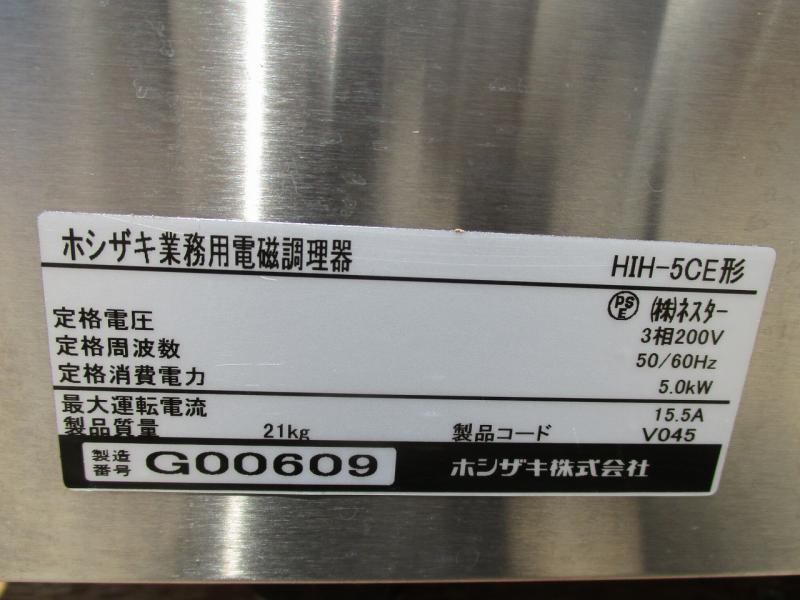 ホシザキ業務用電磁調理器 HIH-5CE形
PSE (株)ネスター
定格電圧 3相200V
定格周波数 50/60Hz
定格消費電力 5.0kW
最大運転電流 15.5A
製品質量 21kg 製品コード V045
製造番号 G00609 ホシザキ株式会社